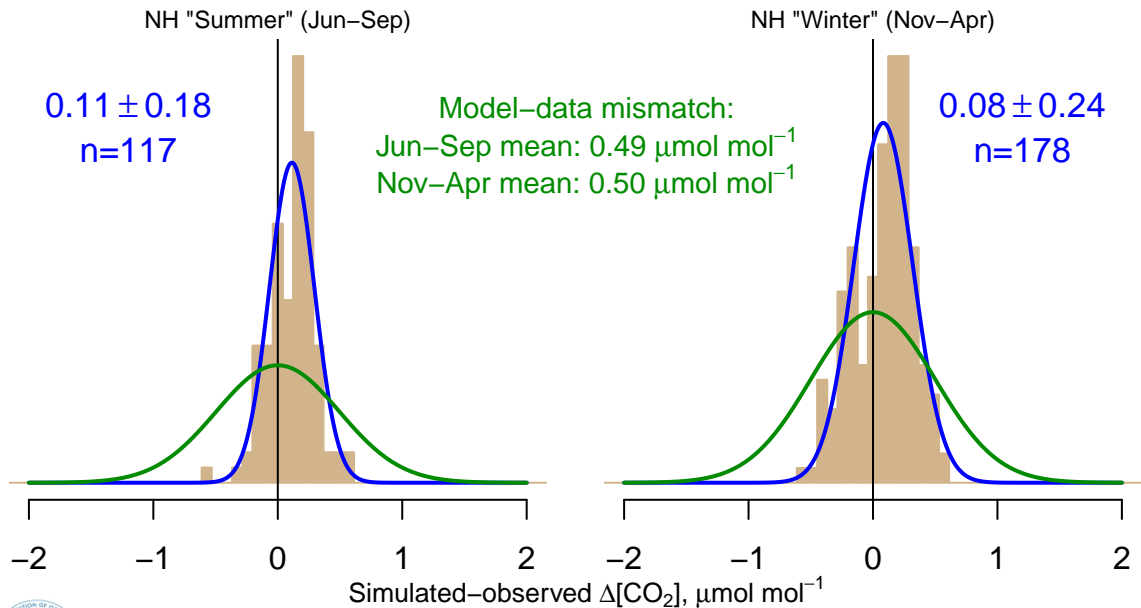 NH "Summer" (Jun−Sep)
NH "Winter" (Nov−Apr)
0.11 ± 0.18
n=117
Model−data mismatch:
Jun−Sep mean: 0.49 μmol mol⁻¹
Nov−Apr mean: 0.50 μmol mol⁻¹
0.08 ± 0.24
n=178
−2 −1 0 1 2
−2 −1 0 1 2
Simulated−observed Δ[CO₂], μmol mol⁻¹